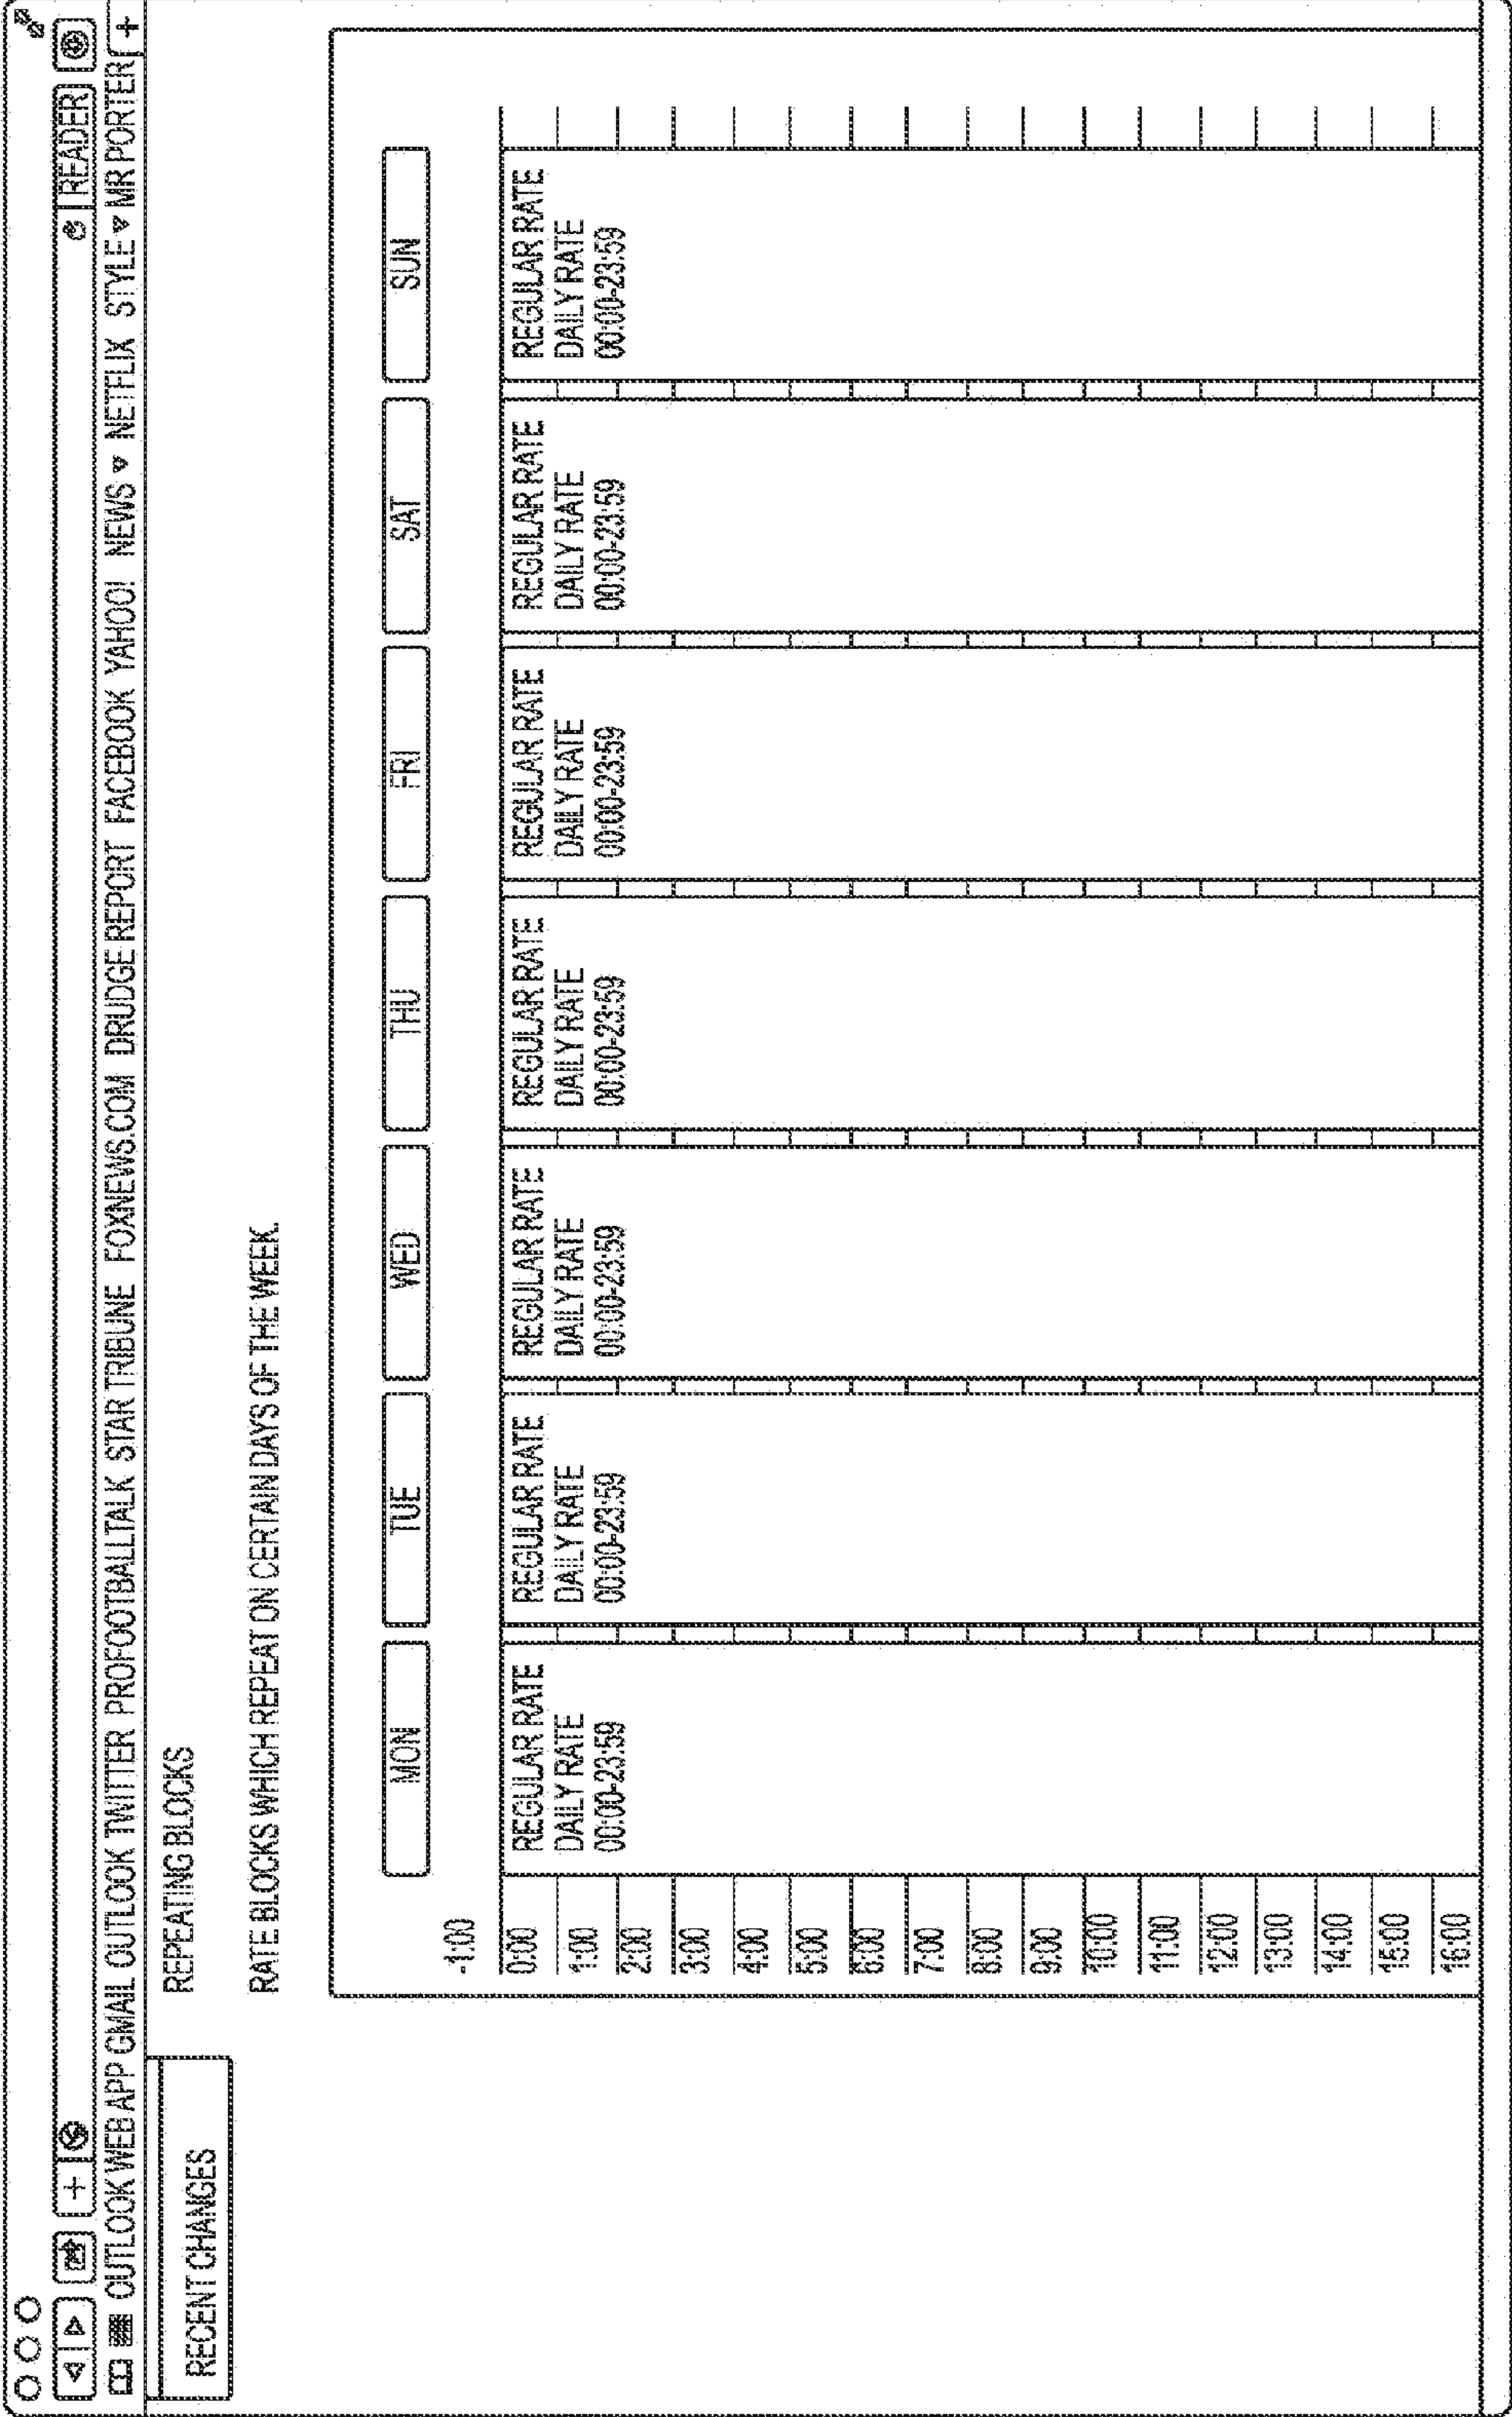 READER
OUTLOOK WEB APP GMAIL OUTLOOK TWITTER PROFOOTBALLTALK STAR TRIBUNE FOXNEWS.COM DRUDGE REPORT FACEBOOK YAHOO! NEWS NETFLIX STYLE MR PORTER +
RECENT CHANGES
REPEATING BLOCKS
RATE BLOCKS WHICH REPEAT ON CERTAIN DAYS OF THE WEEK.
MON TUE WED THU FRI SAT SUN
-1:00
0:00
REGULAR RATE REGULAR RATE REGULAR RATE REGULAR RATE REGULAR RATE REGULAR RATE REGULAR RATE
DAILY RATE DAILY RATE DAILY RATE DAILY RATE DAILY RATE DAILY RATE DAILY RATE
1:00
00:00-23:59 00:00-23:59 00:00-23:59 00:00-23:59 00:00-23:59 00:00-23:59 00:00-23:59
2:00
3:00
4:00
5:00
6:00
7:00
8:00
9:00
10:00
11:00
12:00
13:00
14:00
15:00
16:00